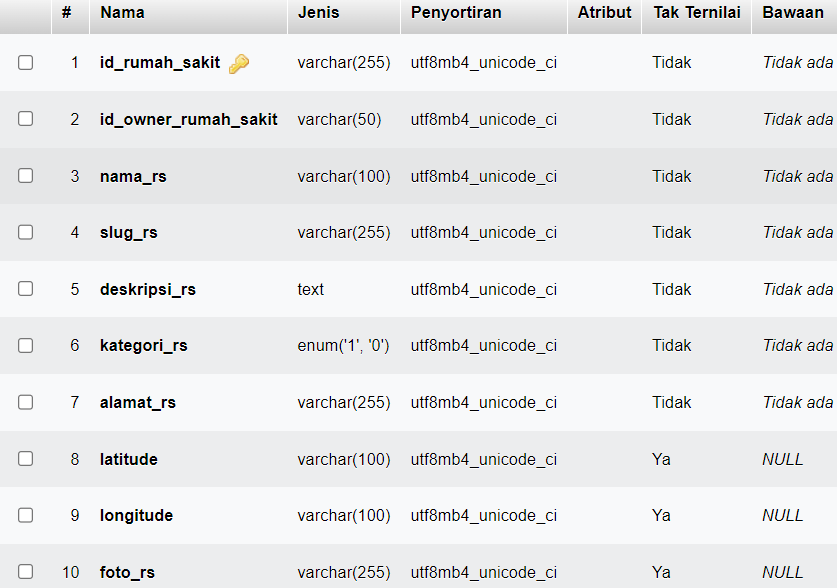 # Nama Jenis Penyortiran Atribut Tak Ternilai Bawaan
1 id_rumah_sakit varchar(255) utf8mb4_unicode_ci Tidak Tidak ada
2 id_owner_rumah_sakit varchar(50) utf8mb4_unicode_ci Tidak Tidak ada
3 nama_rs varchar(100) utf8mb4_unicode_ci Tidak Tidak ada
4 slug_rs varchar(255) utf8mb4_unicode_ci Tidak Tidak ada
5 deskripsi_rs text utf8mb4_unicode_ci Tidak Tidak ada
6 kategori_rs enum('1', '0') utf8mb4_unicode_ci Tidak Tidak ada
7 alamat_rs varchar(255) utf8mb4_unicode_ci Tidak Tidak ada
8 latitude varchar(100) utf8mb4_unicode_ci Ya NULL
9 longitude varchar(100) utf8mb4_unicode_ci Ya NULL
10 foto_rs varchar(255) utf8mb4_unicode_ci Ya NULL